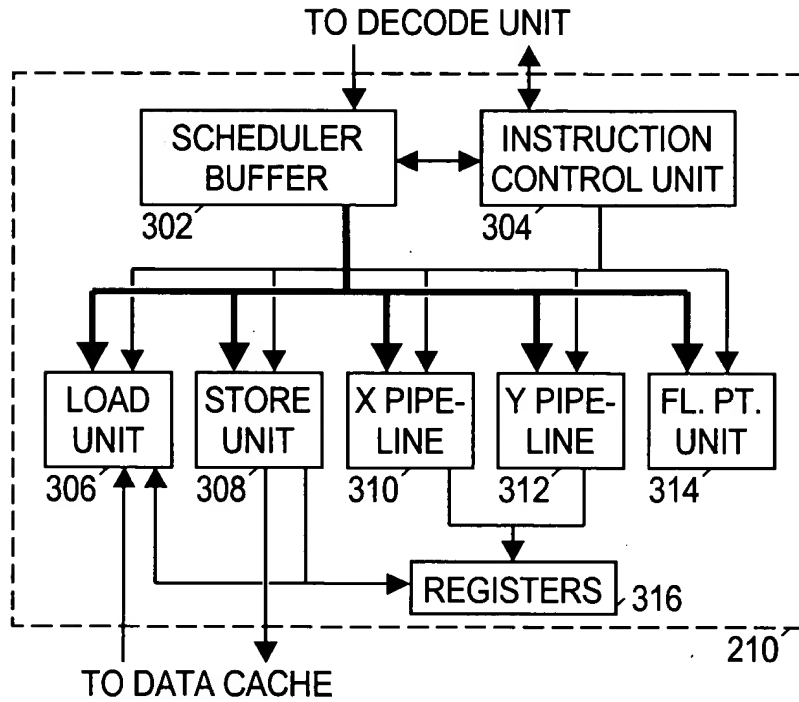 TO DECODE UNIT
SCHEDULER
BUFFER
302
INSTRUCTION
CONTROL UNIT
304
LOAD
UNIT
306
STORE
UNIT
308
X PIPE-
LINE
310
Y PIPE-
LINE
312
FL. PT.
UNIT
314
REGISTERS
316
210
TO DATA CACHE